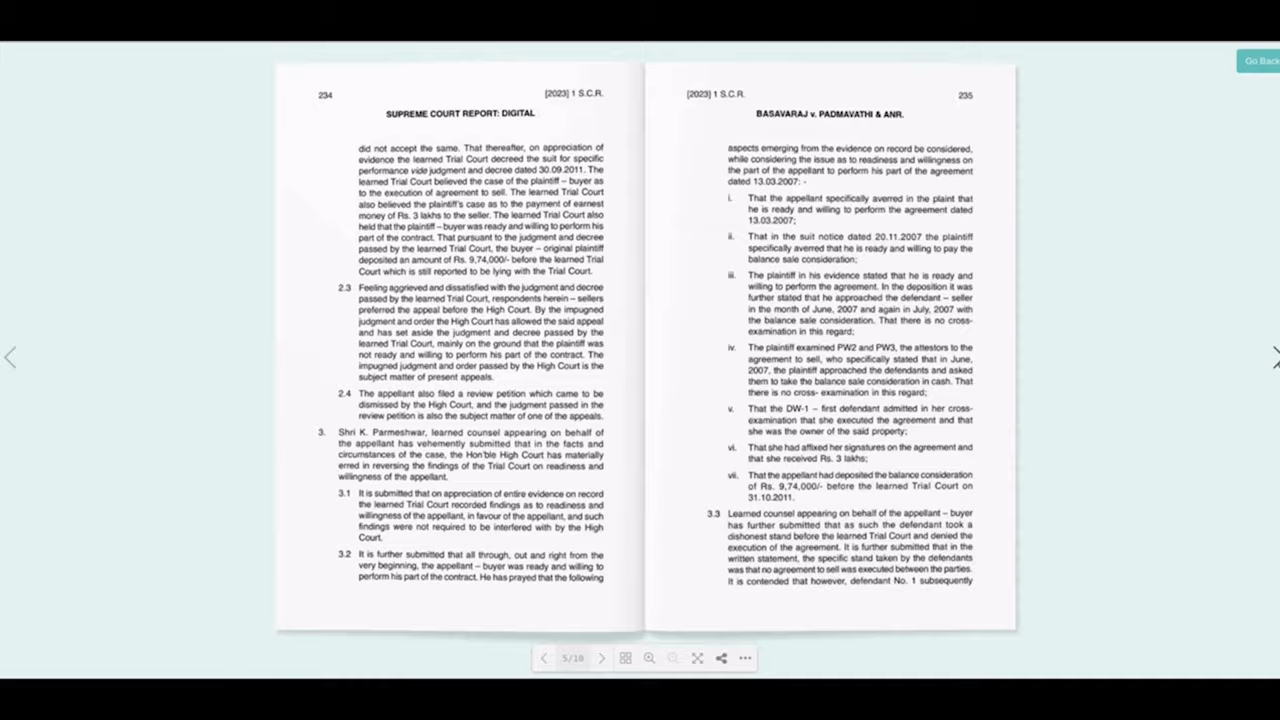 Go Back
234
[2023] 1 S.C.R.
SUPREME COURT REPORT: DIGITAL
did not accept the same. That thereafter, on appreciation of
evidence the learned Trial Court decreed the suit for specific
performance vide judgment and decree dated 30.09.2011. The
learned Trial Court believed the case of the plaintiff – buyer as
to the execution of agreement to sell. The learned Trial Court
also believed the plaintiff's case as to the payment of earnest
money of Rs. 3 lakhs to the seller. The learned Trial Court also
held that the plaintiff – buyer was ready and willing to perform his
part of the contract. That pursuant to the judgment and decree
passed by the learned Trial Court, the buyer – original plaintiff
deposited an amount of Rs. 9,74,000/- before the learned Trial
Court which is still reported to be lying with the Trial Court.
2.3 Feeling aggrieved and dissatisfied with the judgment and decree
passed by the learned Trial Court, respondents herein – sellers
preferred the appeal before the High Court. By the impugned
judgment and order the High Court has allowed the said appeal
and has set aside the judgment and decree passed by the
learned Trial Court, mainly on the ground that the plaintiff was
not ready and willing to perform his part of the contract. The
impugned judgment and order passed by the High Court is the
subject matter of present appeals.
2.4 The appellant also filed a review petition which came to be
dismissed by the High Court, and the judgment passed in the
review petition is also the subject matter of one of the appeals.
3. Shri K. Parmeshwar, learned counsel appearing on behalf of
the appellant has vehemently submitted that in the facts and
circumstances of the case, the Hon'ble High Court has materially
erred in reversing the findings of the Trial Court on readiness and
willingness of the appellant.
3.1 It is submitted that on appreciation of entire evidence on record
the learned Trial Court recorded findings as to readiness and
willingness of the appellant, in favour of the appellant, and such
findings were not required to be interfered with by the High
Court.
3.2 It is further submitted that all through, out and right from the
very beginning, the appellant – buyer was ready and willing to
perform his part of the contract. He has prayed that the following
[2023] 1 S.C.R.
235
BASAVARAJ v. PADMAVATHI & ANR.
aspects emerging from the evidence on record be considered,
while considering the issue as to readiness and willingness on
the part of the appellant to perform his part of the agreement
dated 13.03.2007: -
i. That the appellant specifically averred in the plaint that
he is ready and willing to perform the agreement dated
13.03.2007;
ii. That in the suit notice dated 20.11.2007 the plaintiff
specifically averred that he is ready and willing to pay the
balance sale consideration;
iii. The plaintiff in his evidence stated that he is ready and
willing to perform the agreement. In the deposition it was
further stated that he approached the defendant – seller
in the month of June, 2007 and again in July, 2007 with
the balance sale consideration. That there is no cross-
examination in this regard;
iv. The plaintiff examined PW2 and PW3, the attestors to the
agreement to sell, who specifically stated that in June,
2007, the plaintiff approached the defendants and asked
them to take the balance sale consideration in cash. That
there is no cross- examination in this regard;
v. That the DW-1 – first defendant admitted in her cross-
examination that she executed the agreement and that
she was the owner of the said property;
vi. That she had affixed her signatures on the agreement and
that she received Rs. 3 lakhs;
vii. That the appellant had deposited the balance consideration
of Rs. 9,74,000/- before the learned Trial Court on
31.10.2011.
3.3 Learned counsel appearing on behalf of the appellant – buyer
has further submitted that as such the defendant took a
dishonest stand before the learned Trial Court and denied the
execution of the agreement. It is further submitted that in the
written statement, the specific stand taken by the defendants
was that no agreement to sell was executed between the parties.
It is contended that however, defendant No. 1 subsequently
5/10